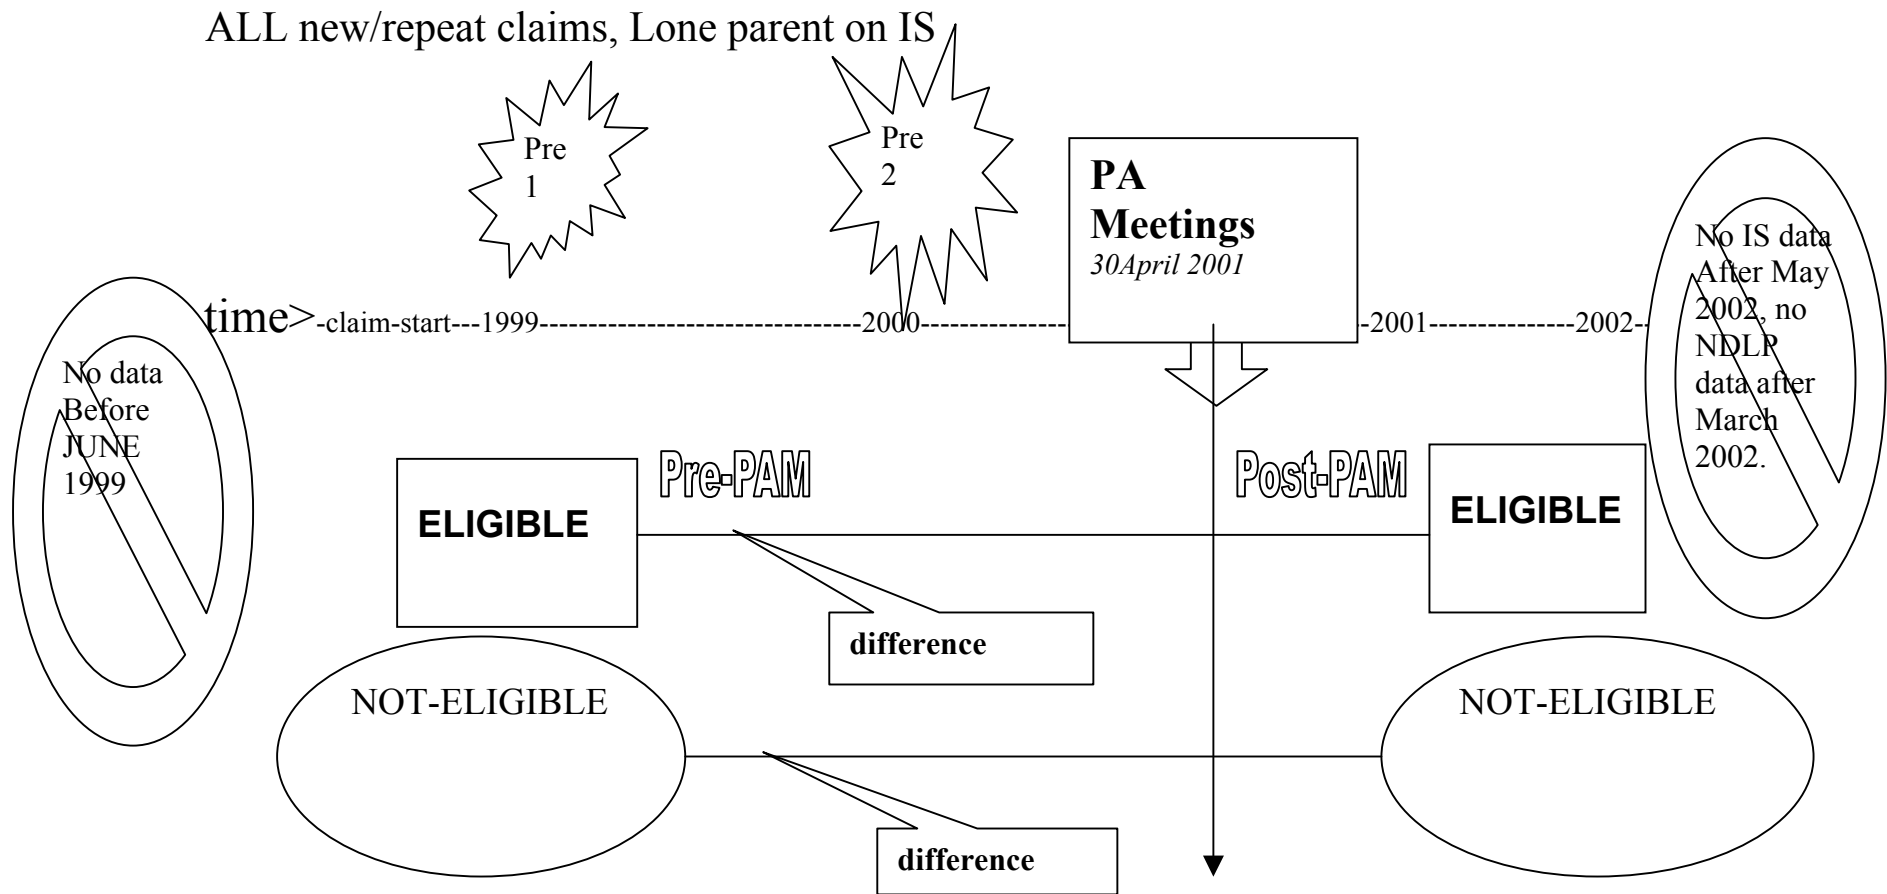 ALL new/repeat claims, Lone parent on IS
Pre
1
Pre
2
PA
Meetings
30April 2001
time>-claim-start---1999-----------------------------------2000----------------2001----------------2002--
No data
Before
JUNE
1999
No IS data
After May
2002, no
NDLP
data after
March
2002.
Pre-PAM
Post-PAM
ELIGIBLE
ELIGIBLE
difference
NOT-ELIGIBLE
NOT-ELIGIBLE
difference